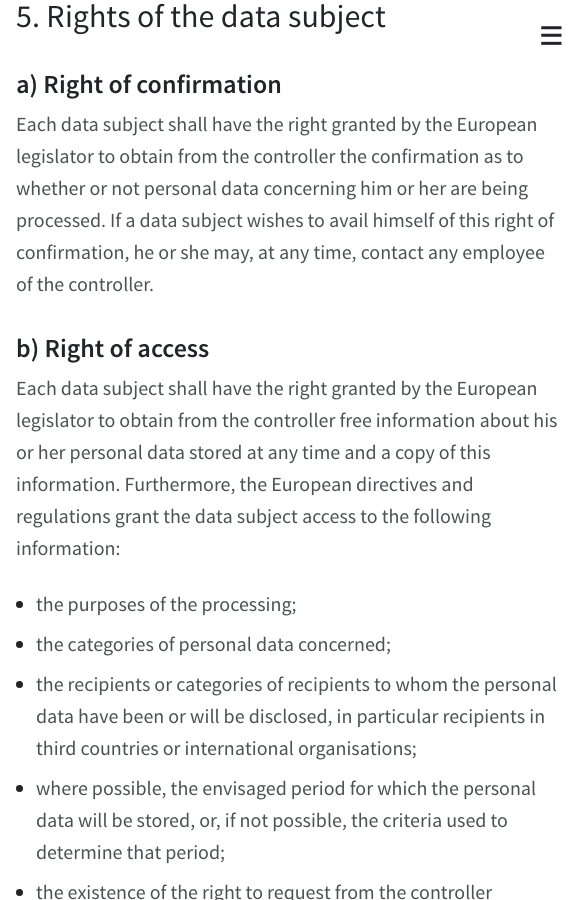 5. Rights of the data subject
a) Right of confirmation
Each data subject shall have the right granted by the European
legislator to obtain from the controller the confirmation as to
whether or not personal data concerning him or her are being
processed. If a data subject wishes to avail himself of this right of
confirmation, he or she may, at any time, contact any employee
of the controller.
b) Right of access
Each data subject shall have the right granted by the European
legislator to obtain from the controller free information about his
or her personal data stored at any time and a copy of this
information. Furthermore, the European directives and
regulations grant the data subject access to the following
information:
the purposes of the processing;
the categories of personal data concerned;
the recipients or categories of recipients to whom the personal
data have been or will be disclosed, in particular recipients in
third countries or international organisations;
where possible, the envisaged period for which the personal
data will be stored, or, if not possible, the criteria used to
determine that period;
the existence of the right to request from the controller